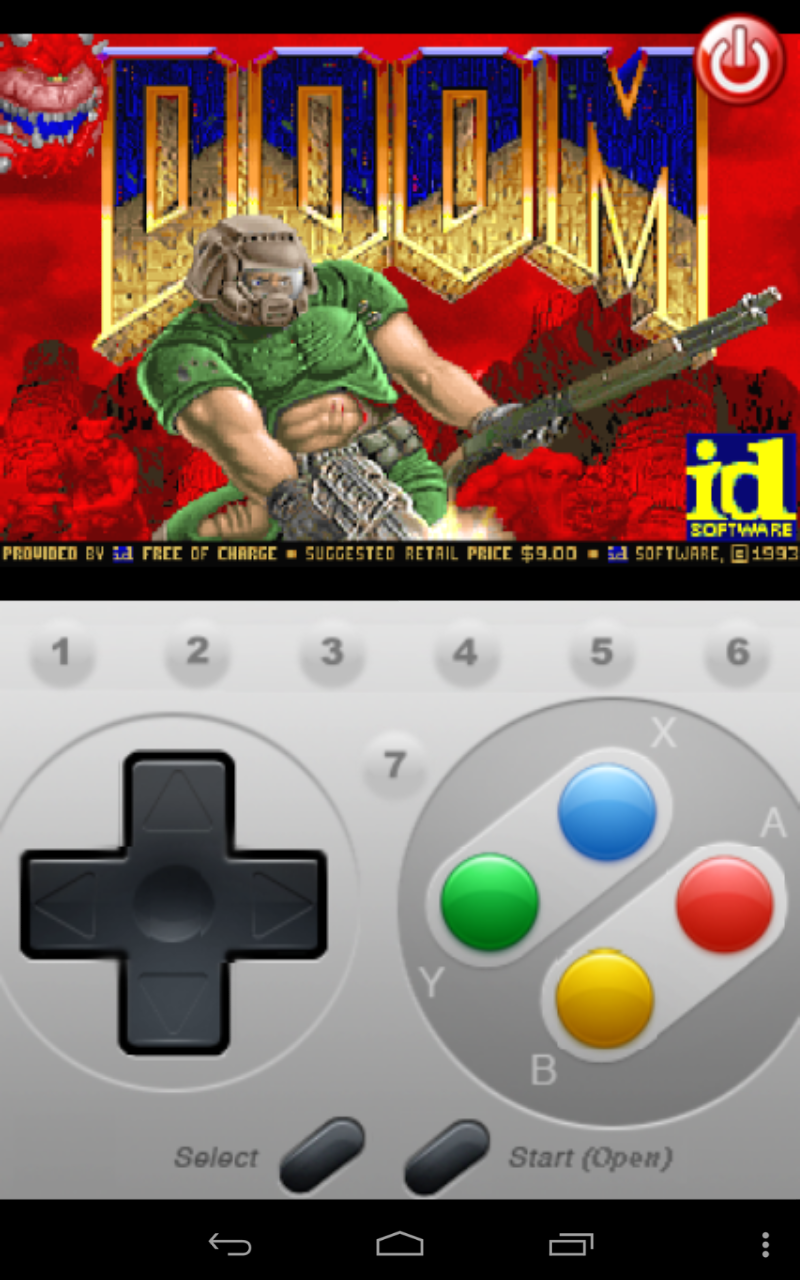 DOOM
id
SOFTWARE
PROVIDED BY id FREE OF CHARGE ▪ SUGGESTED RETAIL PRICE $9.00 ▪ id SOFTWARE, © 1993
1 2 3 4 5 6
7
X
A
Y
B
Select Start (Open)